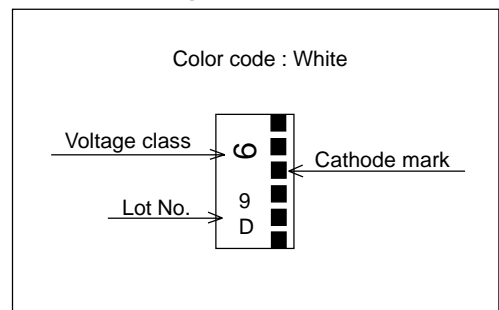 Color code : White
Voltage class
6
Cathode mark
9
Lot No.
D